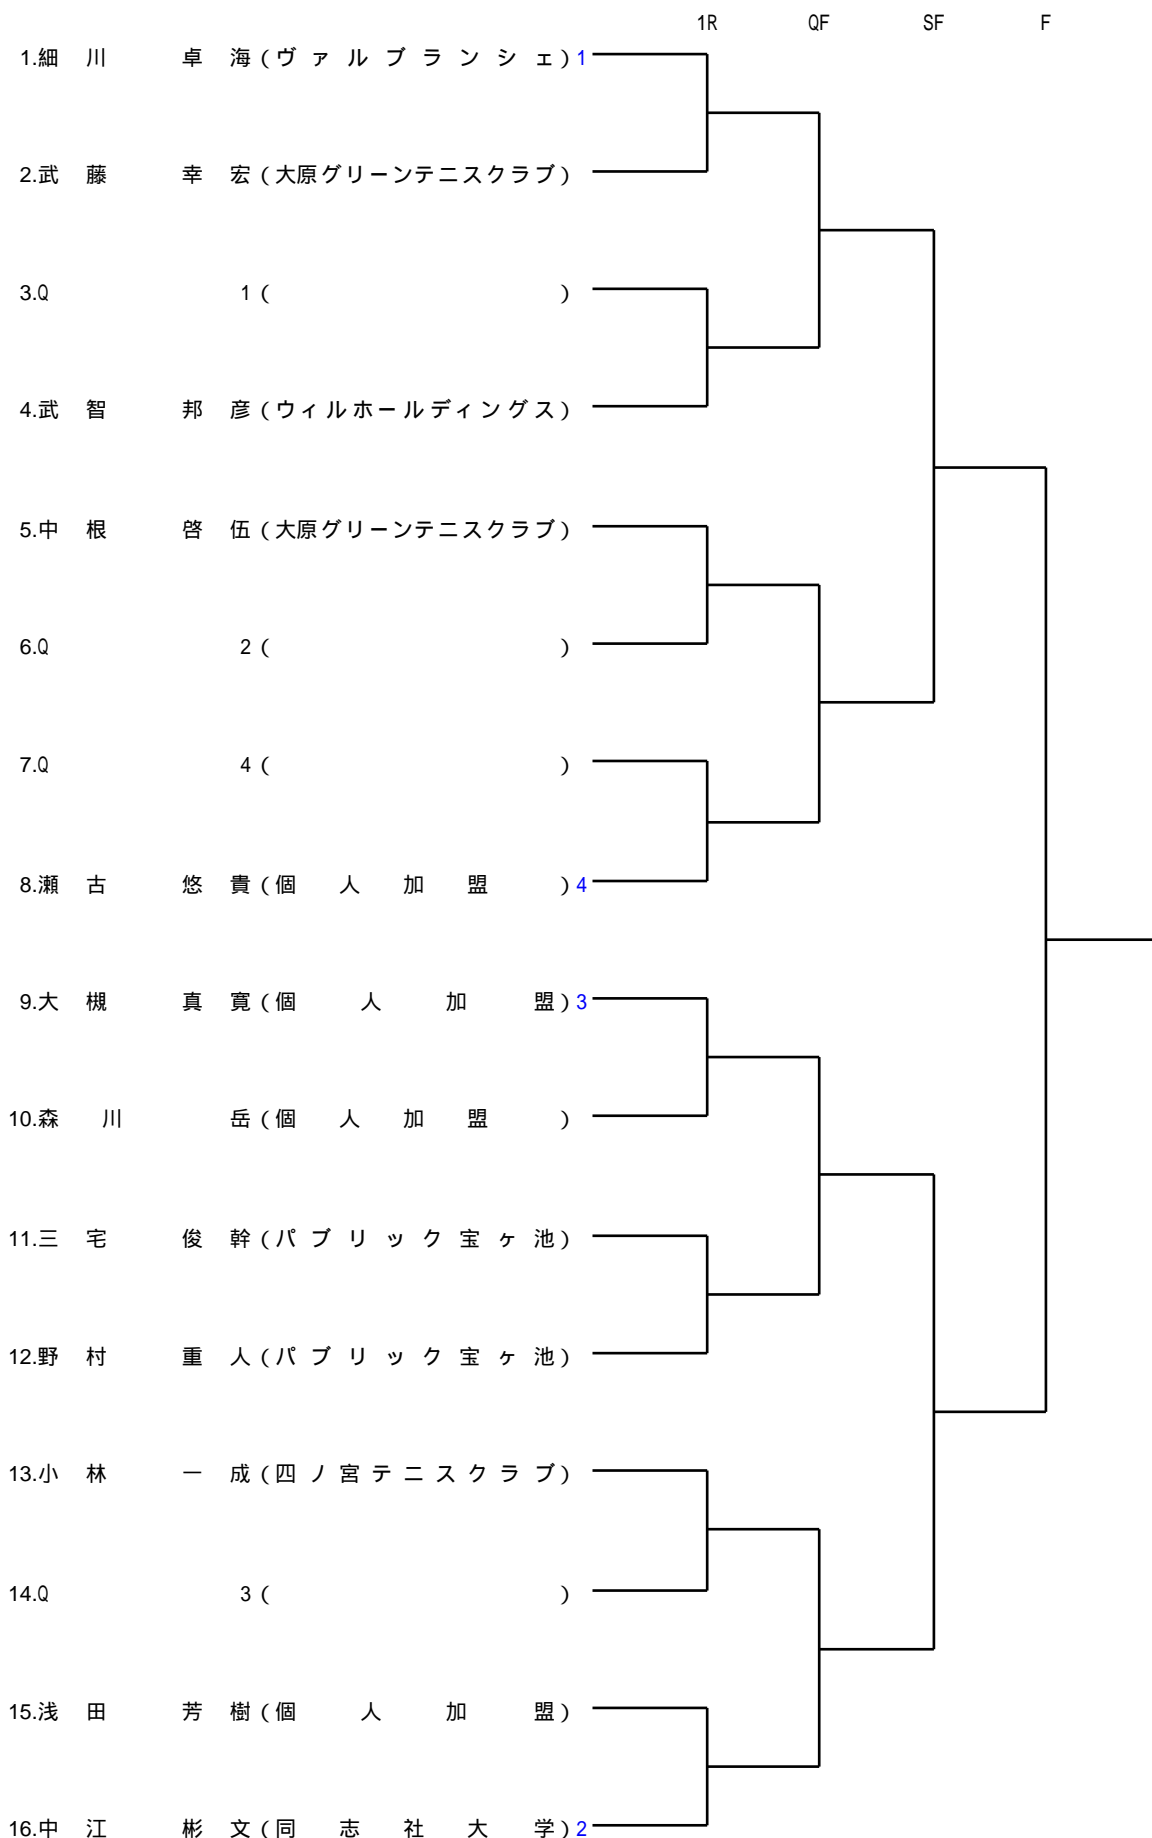 1R QF SF F
1.細川 卓海(ヴァルブランシェ)1
2.武藤 幸宏(大原グリーンテニスクラブ)
3.Q 1( )
4.武智 邦彦(ウィルホールディングス)
5.中根 啓伍(大原グリーンテニスクラブ)
6.Q 2( )
7.Q 4( )
8.瀬古 悠貴(個人加盟 )4
9.大槻 真寛(個人加盟)3
10.森川 岳(個人加盟 )
11.三宅 俊幹(パブリック宝ヶ池)
12.野村 重人(パブリック宝ヶ池)
13.小林 一成(四ノ宮テニスクラブ)
14.Q 3( )
15.浅田 芳樹(個人加盟)
16.中江 彬文(同志社大学)2